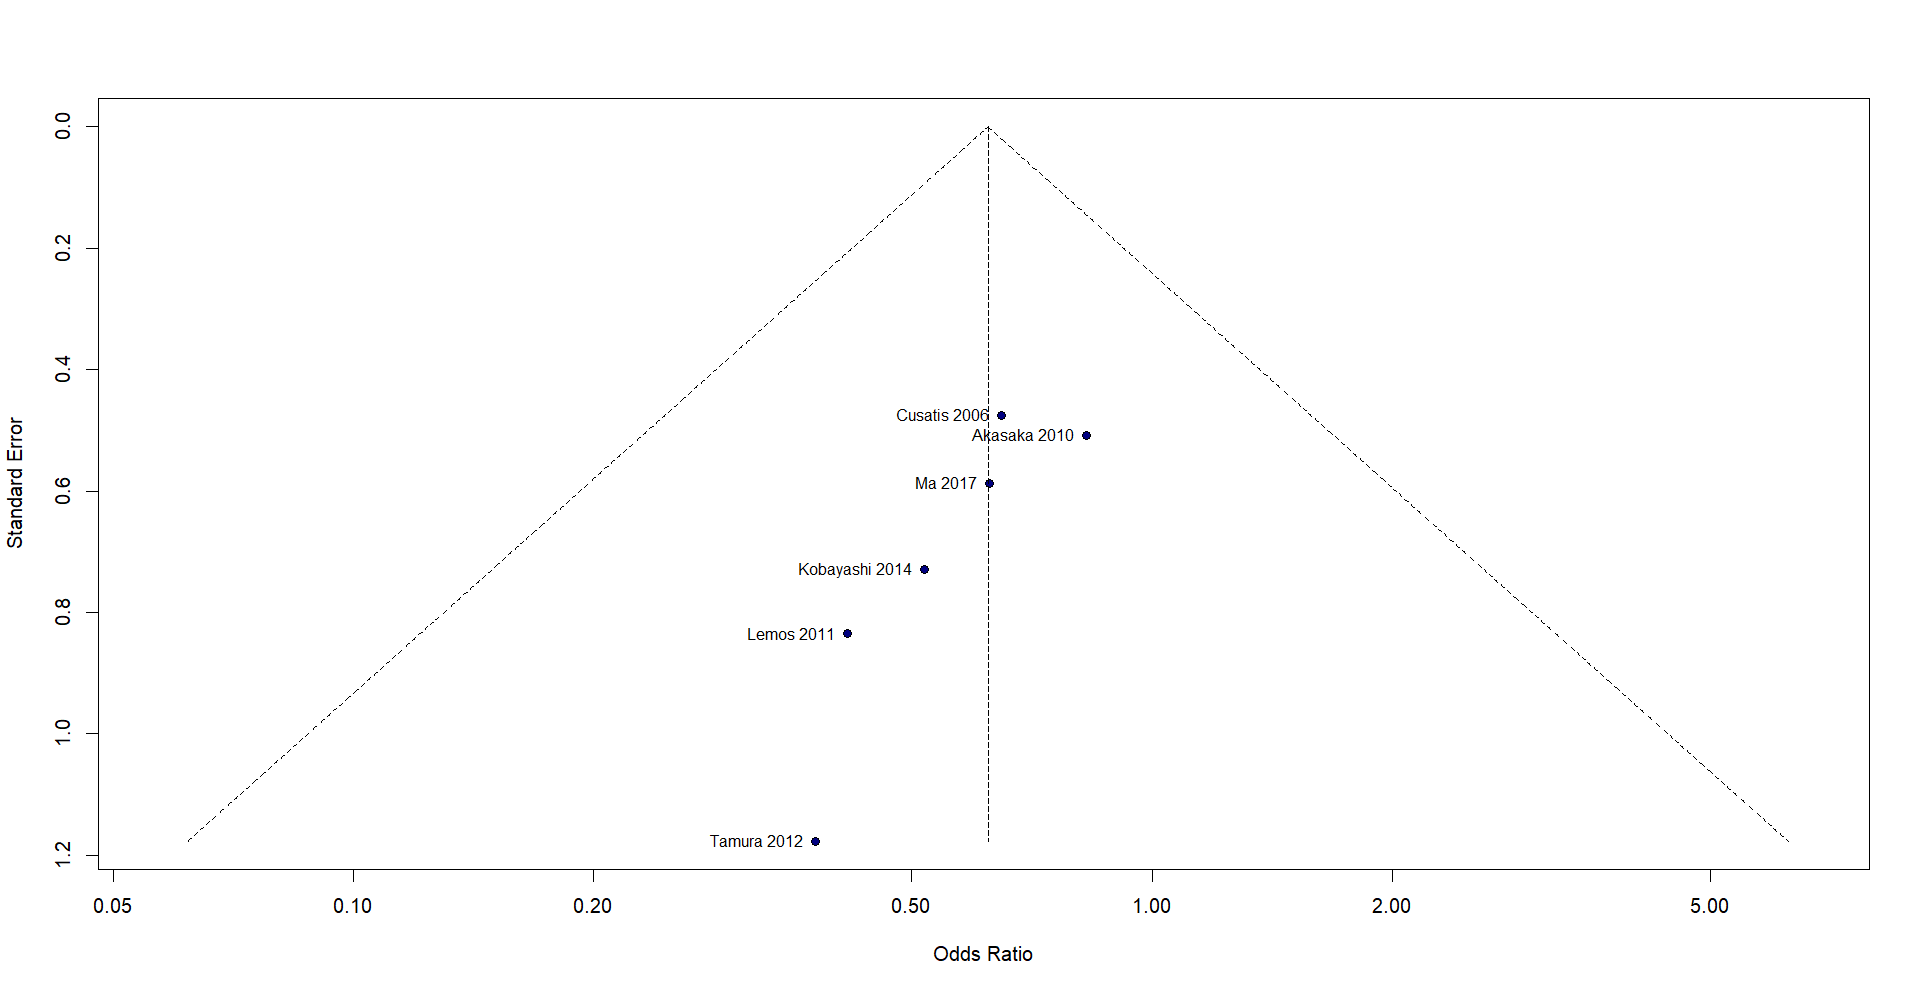 0.0
0.2
0.4
0.6
0.8
1.0
1.2
Standard Error
Cusatis 2006
Akasaka 2010
Ma 2017
Kobayashi 2014
Lemos 2011
Tamura 2012
0.05 0.10 0.20 0.50 1.00 2.00 5.00
Odds Ratio